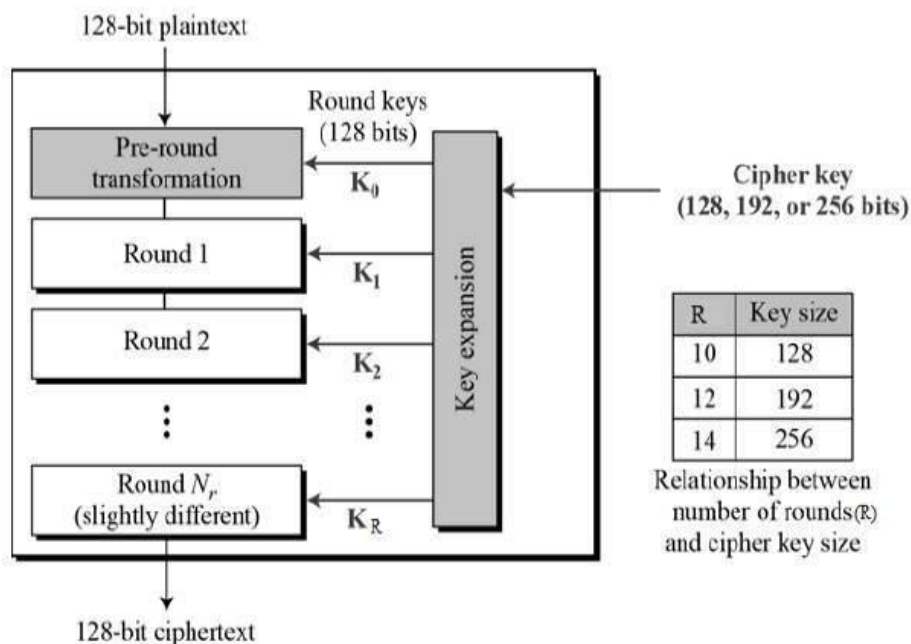 128-bit plaintext
Round keys
(128 bits)
Pre-round
transformation
K0
Cipher key
(128, 192, or 256 bits)
Round 1
K1
Round 2
K2
Key expansion
Round Nr
(slightly different)
KR
R Key size
10 128
12 192
14 256
Relationship between
number of rounds(R)
and cipher key size
128-bit ciphertext